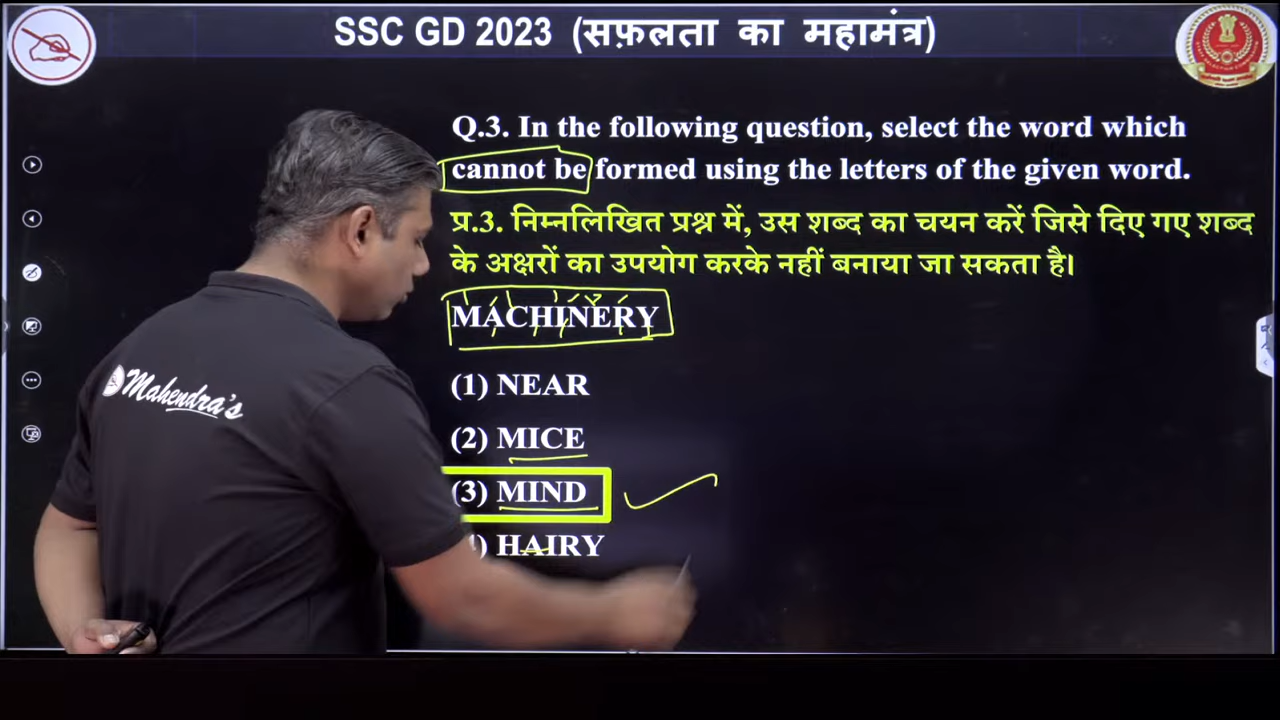 SSC GD 2023 (सफ़लता का महामंत्र)
Q.3. In the following question, select the word which
cannot be formed using the letters of the given word.
प्र.3. निम्नलिखित प्रश्न में, उस शब्द का चयन करें जिसे दिए गए शब्द
के अक्षरों का उपयोग करके नहीं बनाया जा सकता है।
MACHINERY
(1) NEAR
(2) MICE
(3) MIND
) HAIRY
Mahendra's